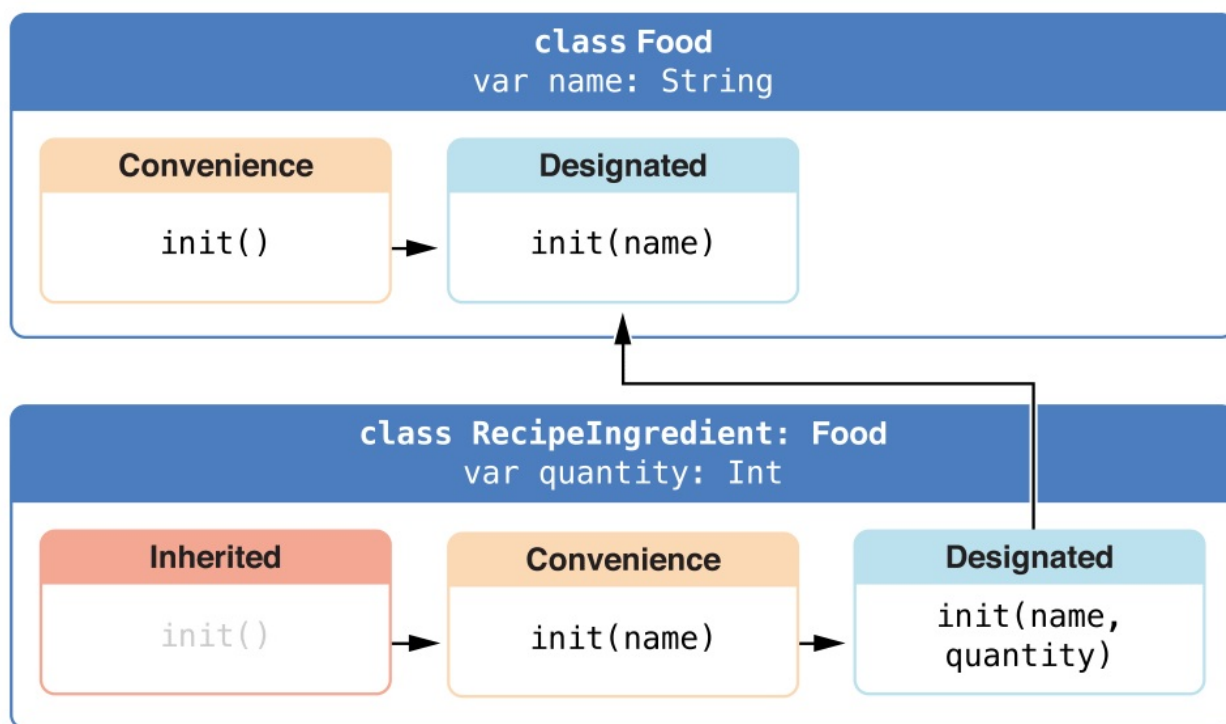 class Food
var name: String
Convenience
Designated
init()
init(name)
class RecipeIngredient: Food
var quantity: Int
Inherited
Convenience
Designated
init()
init(name)
init(name,
quantity)